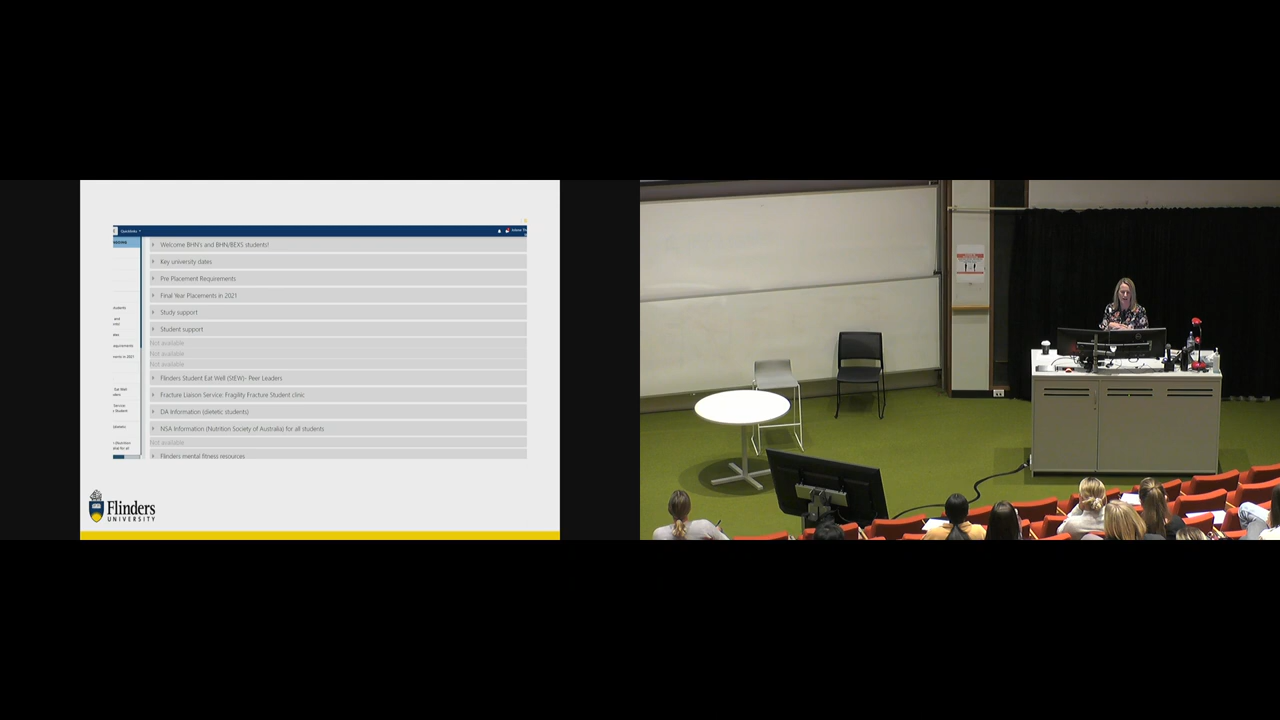 Quicklinks
Welcome BHN's and BHN/BEXS students!
Key university dates
Pre Placement Requirements
Final Year Placements in 2021
Study support
Student support
Not available
Not available
Not available
Flinders Student Eat Well (StEW)- Peer Leaders
Fracture Liaison Service: Fragility Fracture Student clinic
DA Information (dietetic students)
NSA Information (Nutrition Society of Australia) for all students
Not available
Flinders mental fitness resources
Flinders
UNIVERSITY